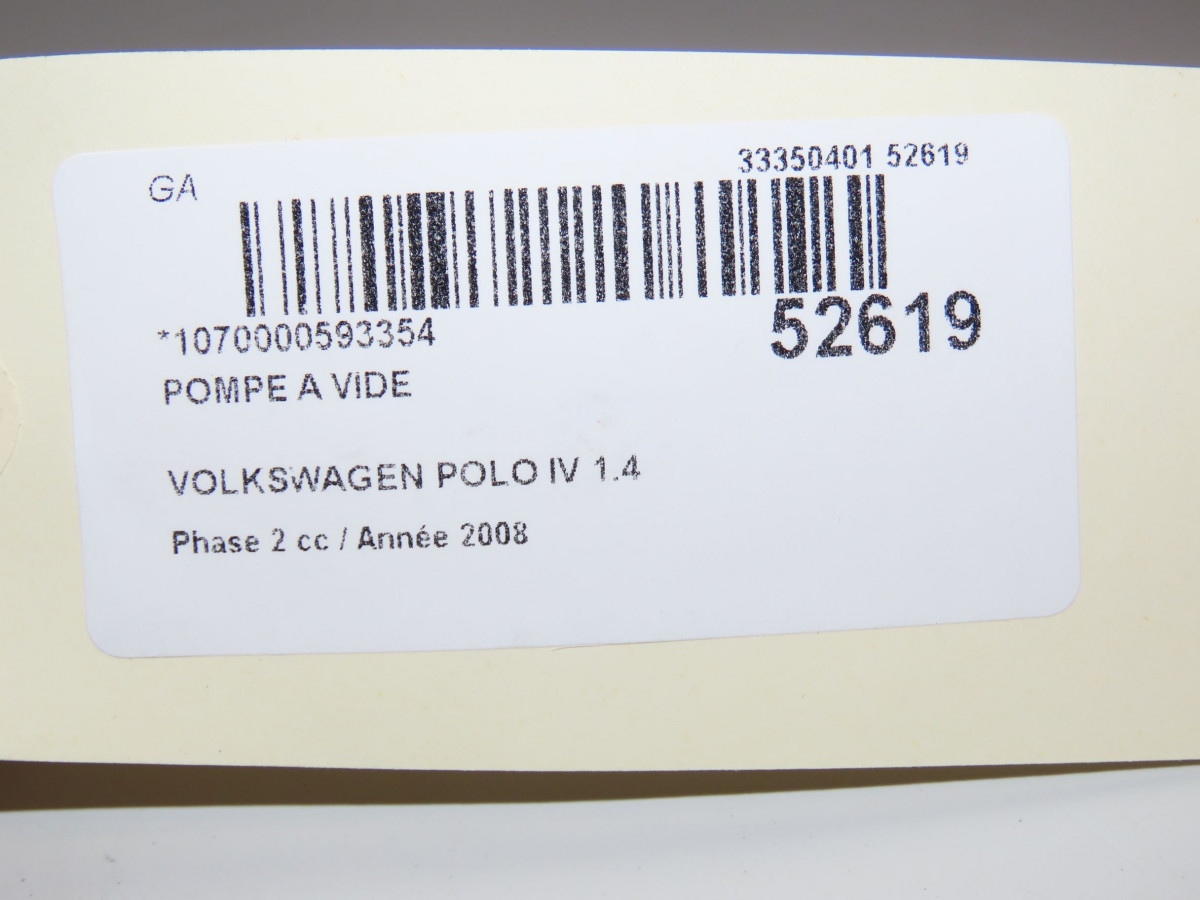 GA
33350401 52619
*1070000593354
52619
POMPE A VIDE
VOLKSWAGEN POLO IV 1.4
Phase 2 cc / Année 2008